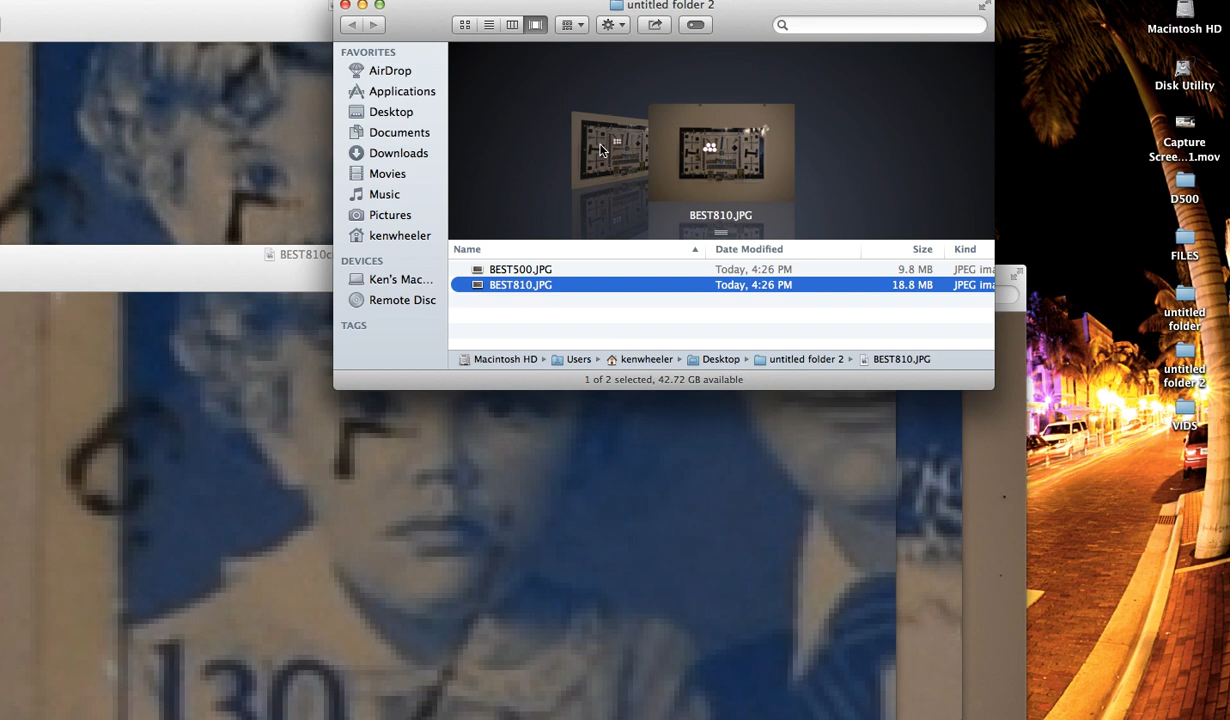 untitled folder 2
FAVORITES
AirDrop
Applications
Desktop
Documents
Downloads
Movies
Music
Pictures
kenwheeler
DEVICES
Ken's Mac...
Remote Disc
TAGS
BEST810.JPG
Name
Date Modified
Size
Kind
BEST500.JPG
Today, 4:26 PM
9.8 MB
JPEG ima
BEST810.JPG
Today, 4:26 PM
18.8 MB
JPEG ima
Macintosh HD
Users
kenwheeler
Desktop
untitled folder 2
BEST810.JPG
1 of 2 selected, 42.72 GB available
BEST810c
130
Macintosh HD
Disk Utility
Capture
Scree...1.mov
D500
FILES
untitled
folder
untitled
folder 2
VIDS